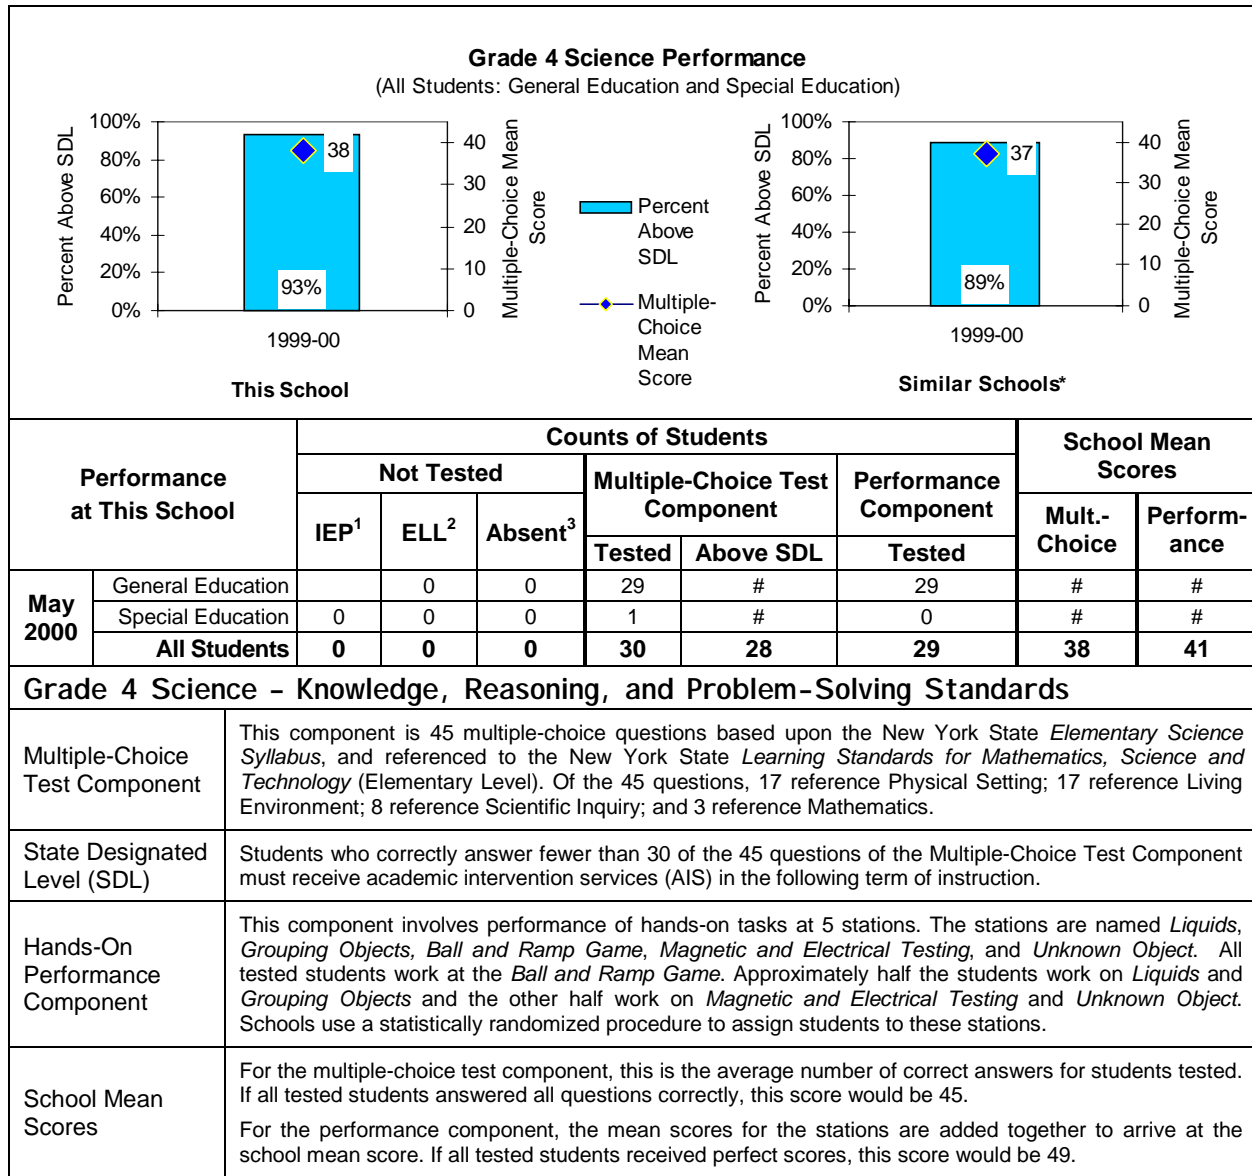 Grade 4 Science Performance
(All Students: General Education and Special Education)
Percent Above SDL
100%
80%
60%
40%
20%
0%
38
93%
40
30
20
10
0
Multiple-Choice Mean
Score
1999-00
This School
Percent
Above
SDL
Multiple-
Choice
Mean
Score
Percent Above SDL
100%
80%
60%
40%
20%
0%
37
89%
40
30
20
10
0
Multiple-Choice Mean
Score
1999-00
Similar Schools*
Performance
at This School
Counts of Students
School Mean
Scores
Not Tested
Multiple-Choice Test
Component
Performance
Component
IEP1 ELL2 Absent3
Mult.-
Choice
Perform-
ance
Tested Above SDL Tested
May
2000
General Education 0 0 29 # 29 # #
Special Education 0 0 0 1 # 0 # #
All Students 0 0 0 30 28 29 38 41
Grade 4 Science – Knowledge, Reasoning, and Problem-Solving Standards
Multiple-Choice
Test Component
This component is 45 multiple-choice questions based upon the New York State Elementary Science
Syllabus, and referenced to the New York State Learning Standards for Mathematics, Science and
Technology (Elementary Level). Of the 45 questions, 17 reference Physical Setting; 17 reference Living
Environment; 8 reference Scientific Inquiry; and 3 reference Mathematics.
State Designated
Level (SDL)
Students who correctly answer fewer than 30 of the 45 questions of the Multiple-Choice Test Component
must receive academic intervention services (AIS) in the following term of instruction.
Hands-On
Performance
Component
This component involves performance of hands-on tasks at 5 stations. The stations are named Liquids,
Grouping Objects, Ball and Ramp Game, Magnetic and Electrical Testing, and Unknown Object. All
tested students work at the Ball and Ramp Game. Approximately half the students work on Liquids and
Grouping Objects and the other half work on Magnetic and Electrical Testing and Unknown Object.
Schools use a statistically randomized procedure to assign students to these stations.
School Mean
Scores
For the multiple-choice test component, this is the average number of correct answers for students tested.
If all tested students answered all questions correctly, this score would be 45.
For the performance component, the mean scores for the stations are added together to arrive at the
school mean score. If all tested students received perfect scores, this score would be 49.